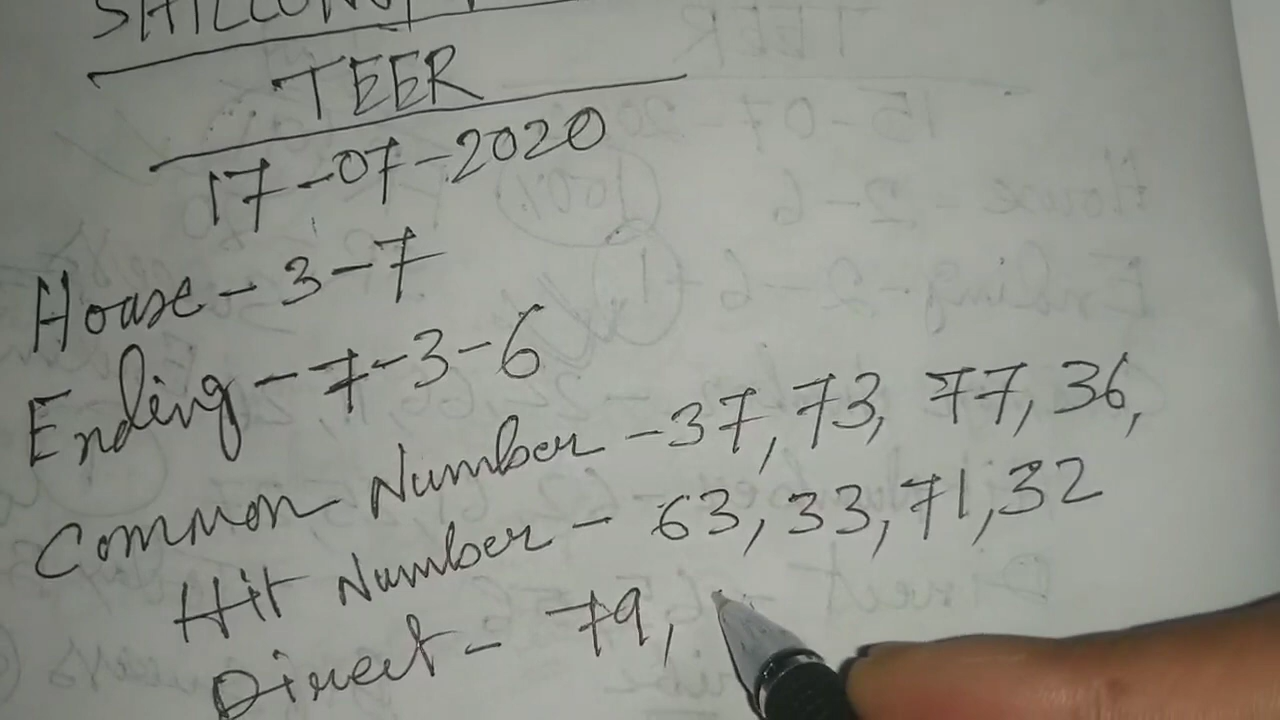 SHILLONG
TEER
17-07-2020
House - 3-7
Ending - 7-3-6
Common Number - 37, 73, 77, 36,
Hit Number - 63, 33, 71, 32
Direct - 79,